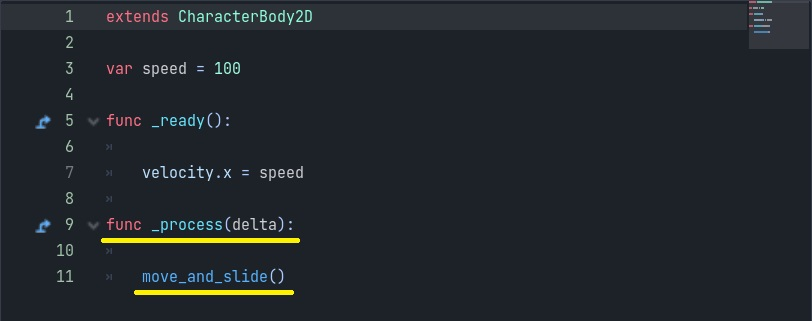 1 extends CharacterBody2D
2
3 var speed = 100
4
5 func _ready():
6
7 velocity.x = speed
8
9 func _process(delta):
10
11 move_and_slide()